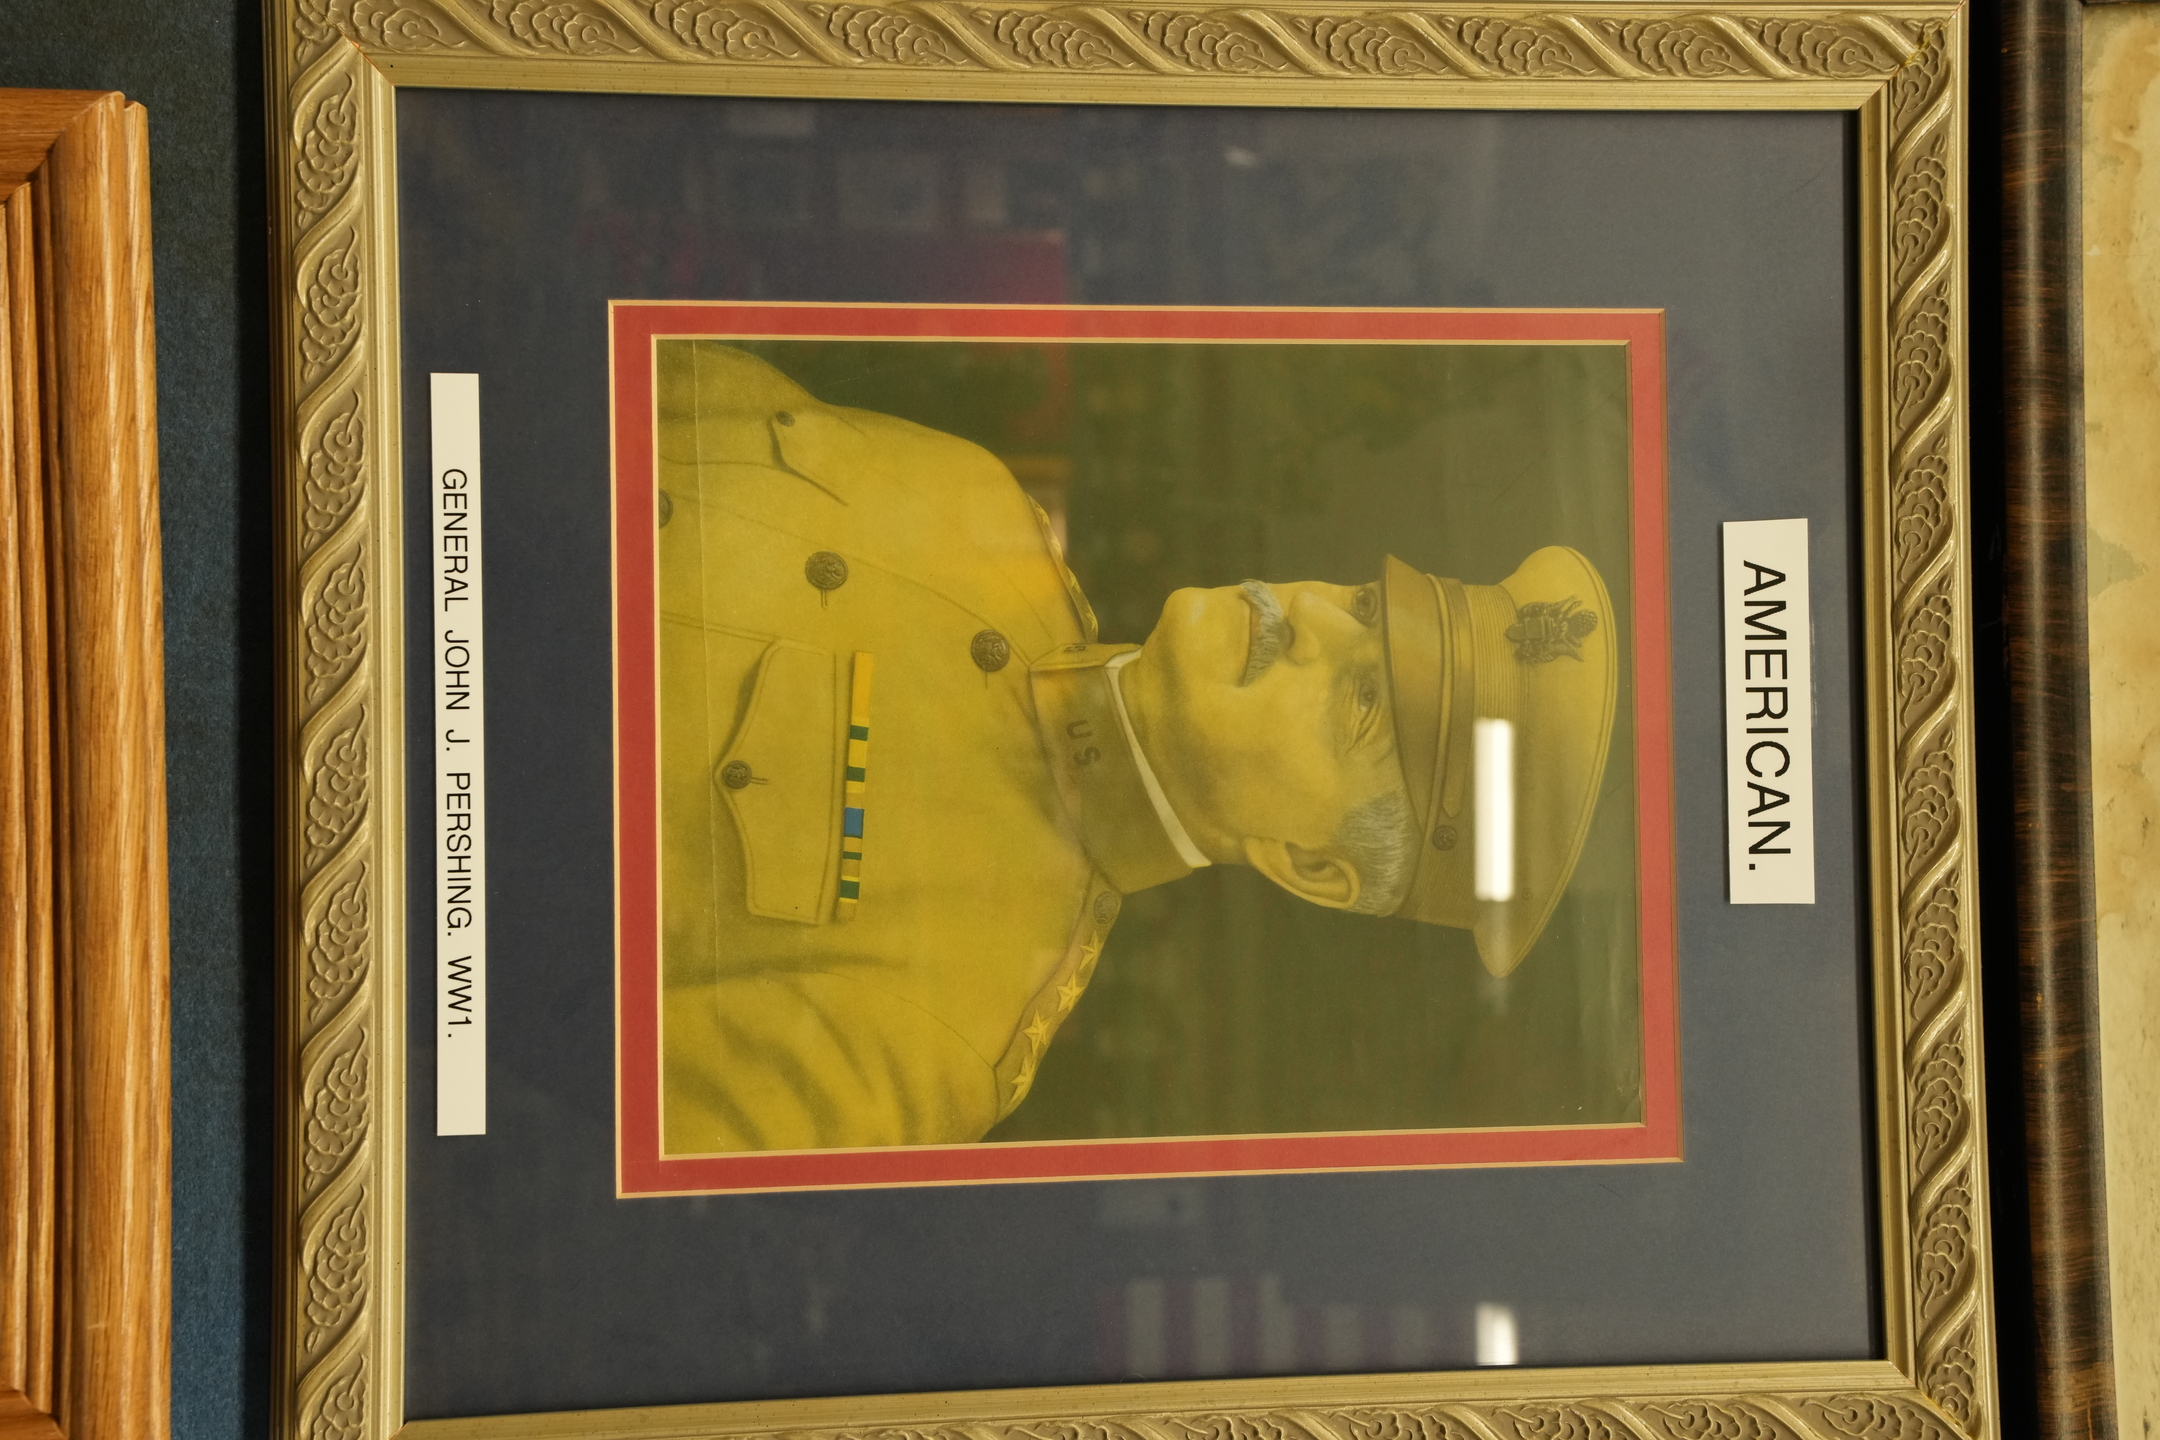 AMERICAN.
US
GENERAL JOHN J. PERSHING. WW1.